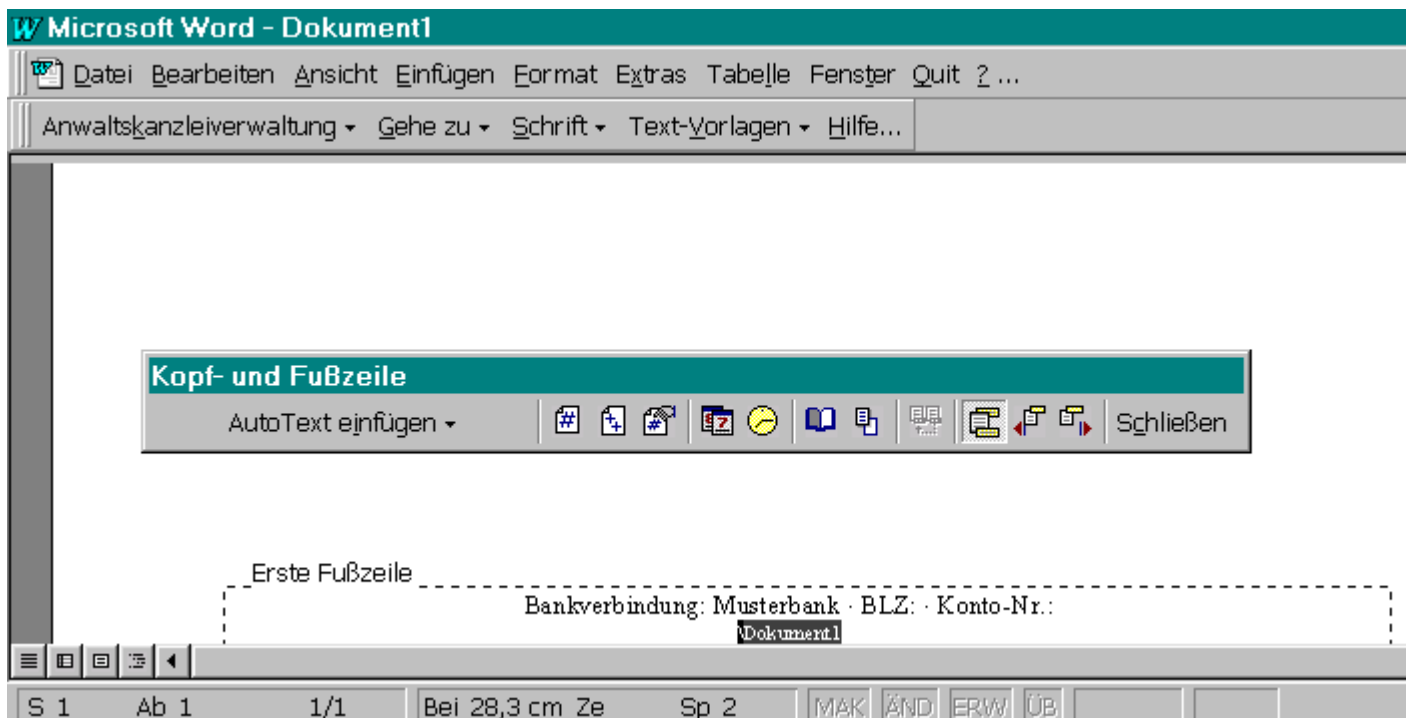 Microsoft Word - Dokument1
Datei Bearbeiten Ansicht Einfügen Format Extras Tabelle Fenster Quit ? ...
Anwaltskanzleiverwaltung Gehe zu Schrift Text-Vorlagen Hilfe...
Kopf- und Fußzeile
AutoText einfügen Schließen
Erste Fußzeile
Bankverbindung: Musterbank · BLZ: · Konto-Nr.:
\Dokument1
S 1 Ab 1 1/1 Bei 28,3 cm Ze Sp 2 MAK ÄND ERW ÜB